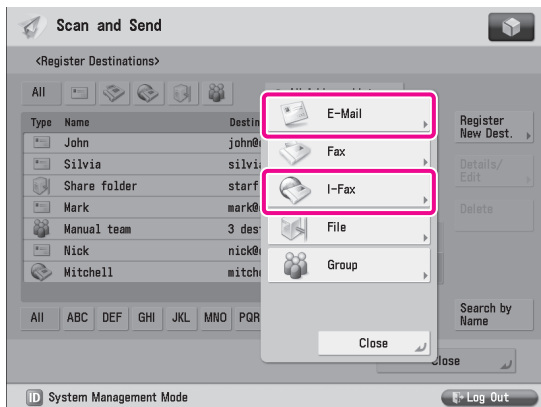 Scan and Send
<Register Destinations>
All
Type Name Destin
John john@
Silvia silvi
Share folder starf
Mark mark@
Manual team 3 des
Nick nick@
Mitchell mitch
E-Mail
Fax
I-Fax
File
Group
Close
Register
New Dest.
Details/
Edit
Delete
All ABC DEF GHI JKL MNO PQR
Search by
Name
Close
ID System Management Mode
Log Out